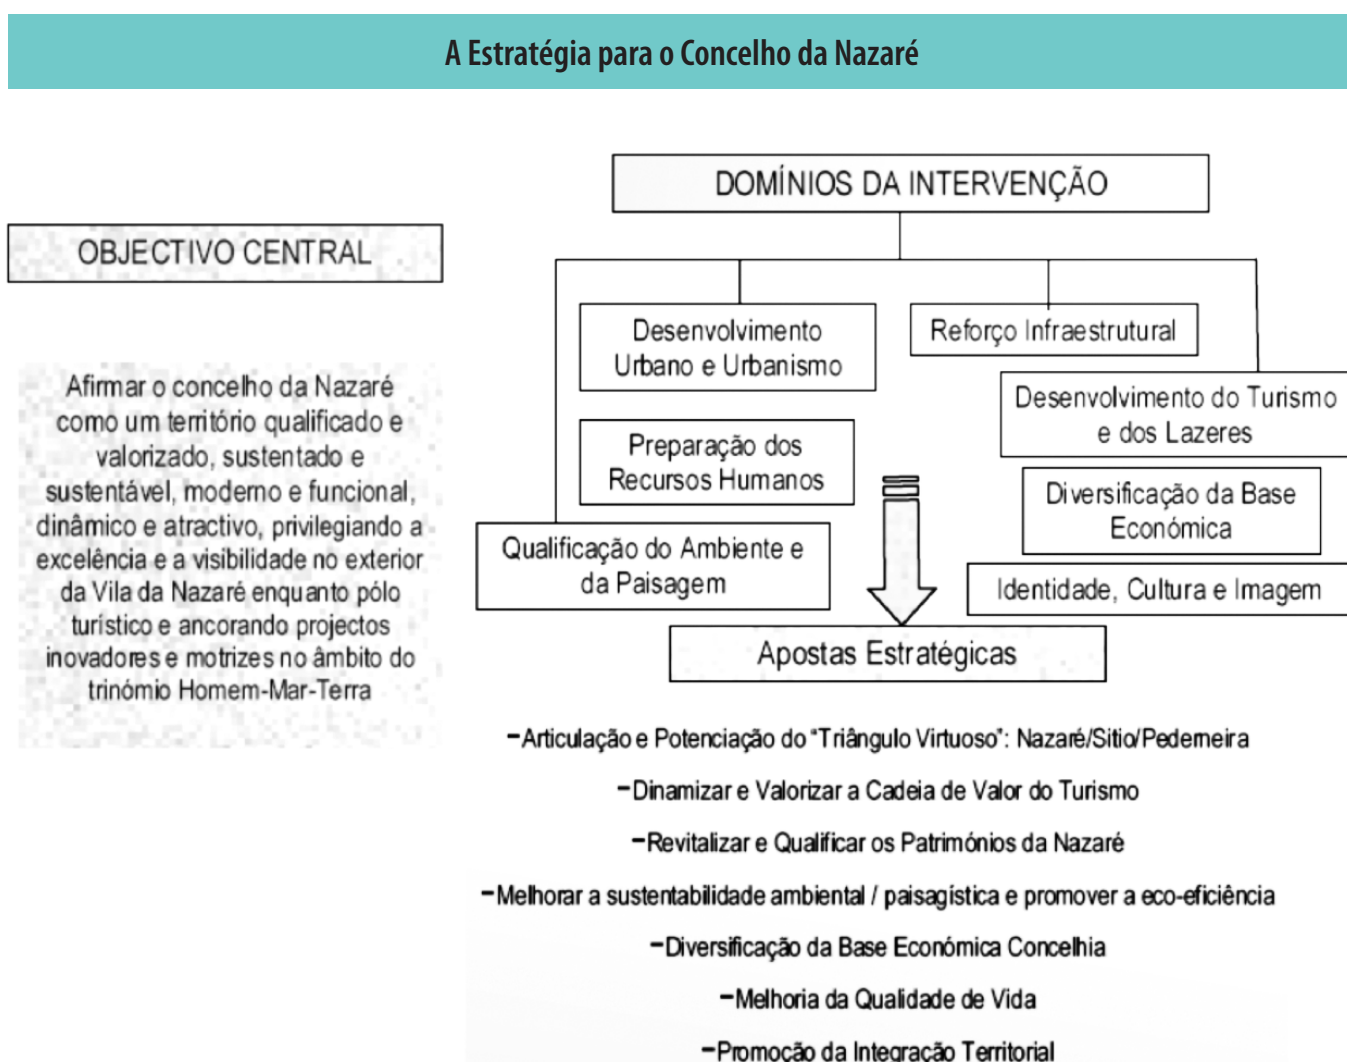 A Estratégia para o Concelho da Nazaré
OBJECTIVO CENTRAL
Afirmar o concelho da Nazaré
como um território qualificado e
valorizado, sustentado e
sustentável, moderno e funcional,
dinâmico e atractivo, privilegiando a
excelência e a visibilidade no exterior
da Vila da Nazaré enquanto pólo
turístico e ancorando projectos
inovadores e motrizes no âmbito do
trinómio Homem-Mar-Terra
DOMÍNIOS DA INTERVENÇÃO
Desenvolvimento
Urbano e Urbanismo
Reforço Infraestrutural
Preparação dos
Recursos Humanos
Desenvolvimento do Turismo
e dos Lazeres
Qualificação do Ambiente e
da Paisagem
Diversificação da Base
Económica
Identidade, Cultura e Imagem
Apostas Estratégicas
-Articulação e Potenciação do "Triângulo Virtuoso": Nazaré/Sitio/Pederneira
-Dinamizar e Valorizar a Cadeia de Valor do Turismo
-Revitalizar e Qualificar os Patrimónios da Nazaré
-Melhorar a sustentabilidade ambiental / paisagística e promover a eco-eficiência
-Diversificação da Base Económica Concelhia
-Melhoria da Qualidade de Vida
-Promoção da Integração Territorial